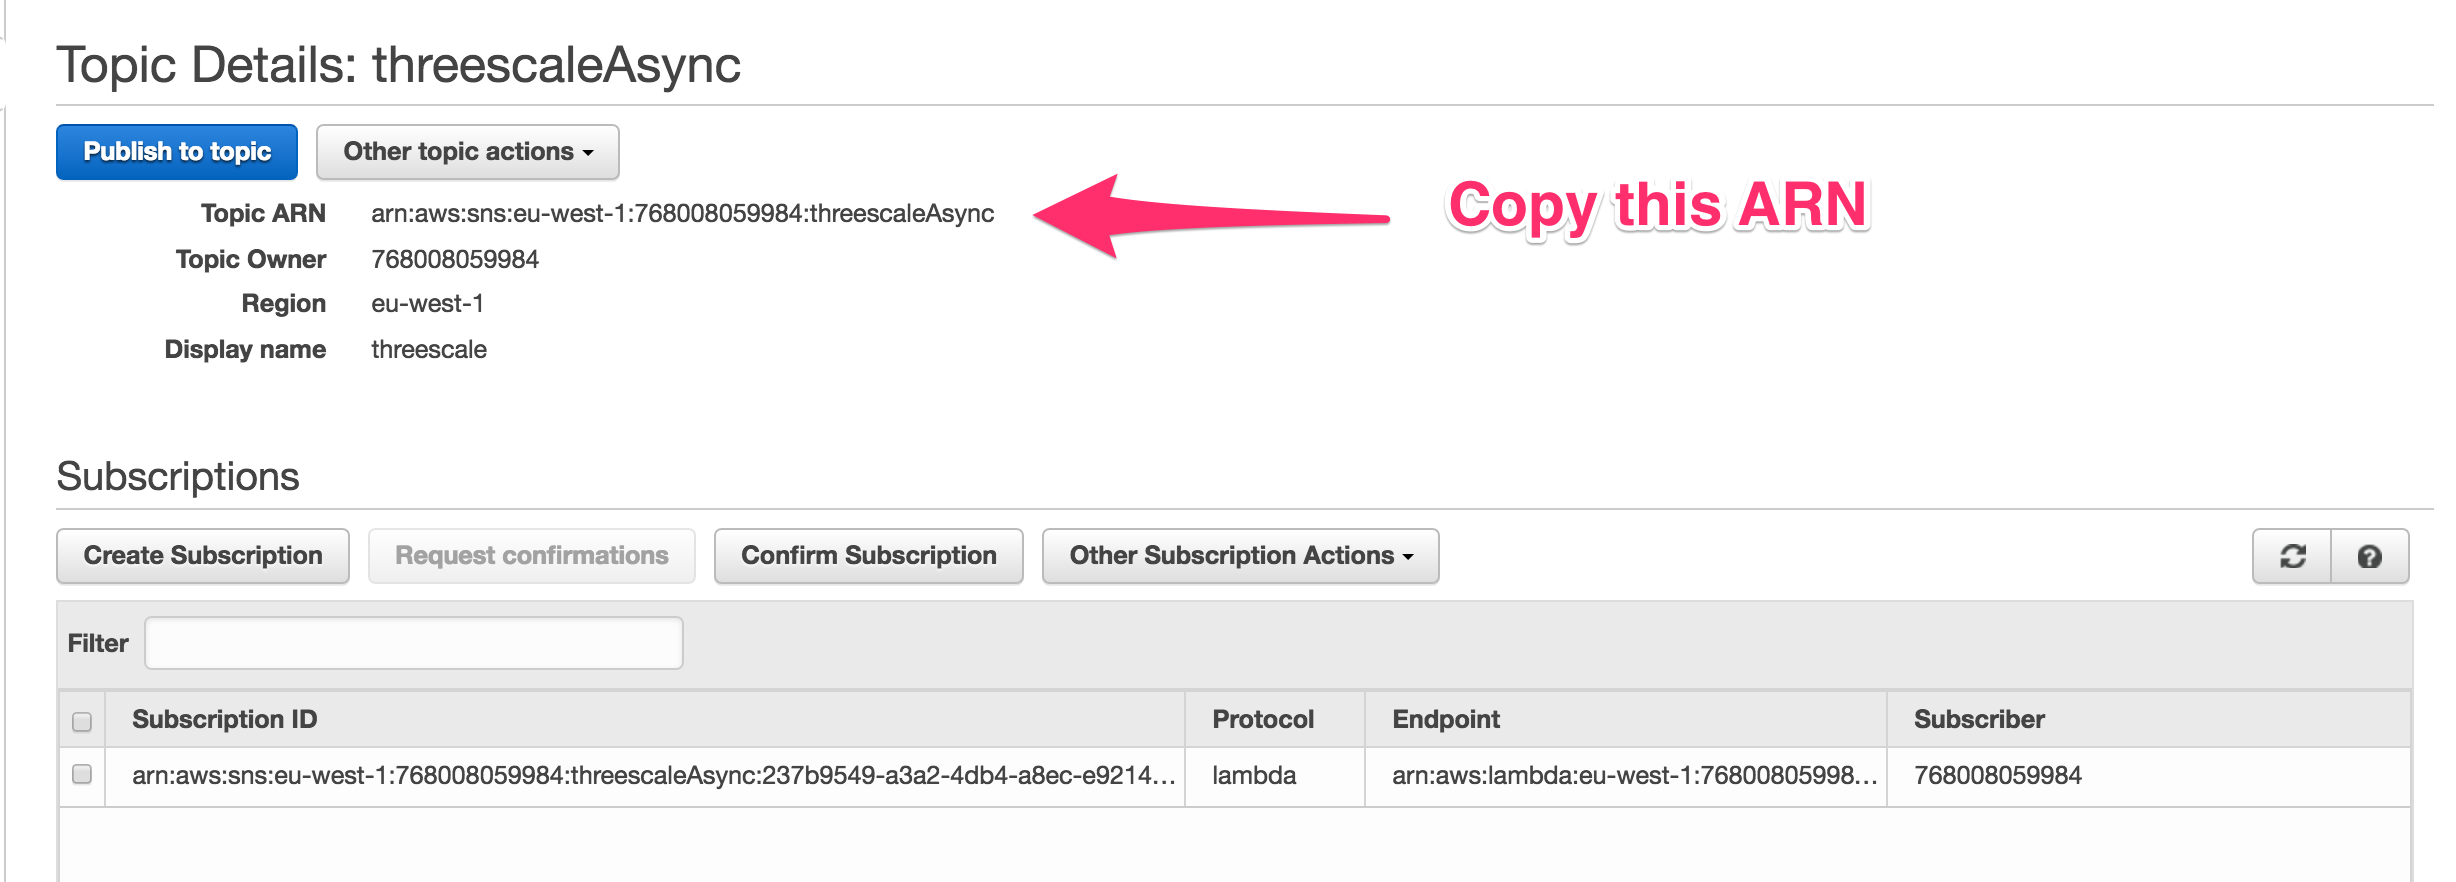 Topic Details: threescaleAsync
Publish to topic Other topic actions
Topic ARN arn:aws:sns:eu-west-1:768008059984:threescaleAsync Copy this ARN
Topic Owner 768008059984
Region eu-west-1
Display name threescale
Subscriptions
Create Subscription Request confirmations Confirm Subscription Other Subscription Actions
Filter
Subscription ID Protocol Endpoint Subscriber
arn:aws:sns:eu-west-1:768008059984:threescaleAsync:237b9549-a3a2-4db4-a8ec-e9214… lambda arn:aws:lambda:eu-west-1:76800805998… 768008059984